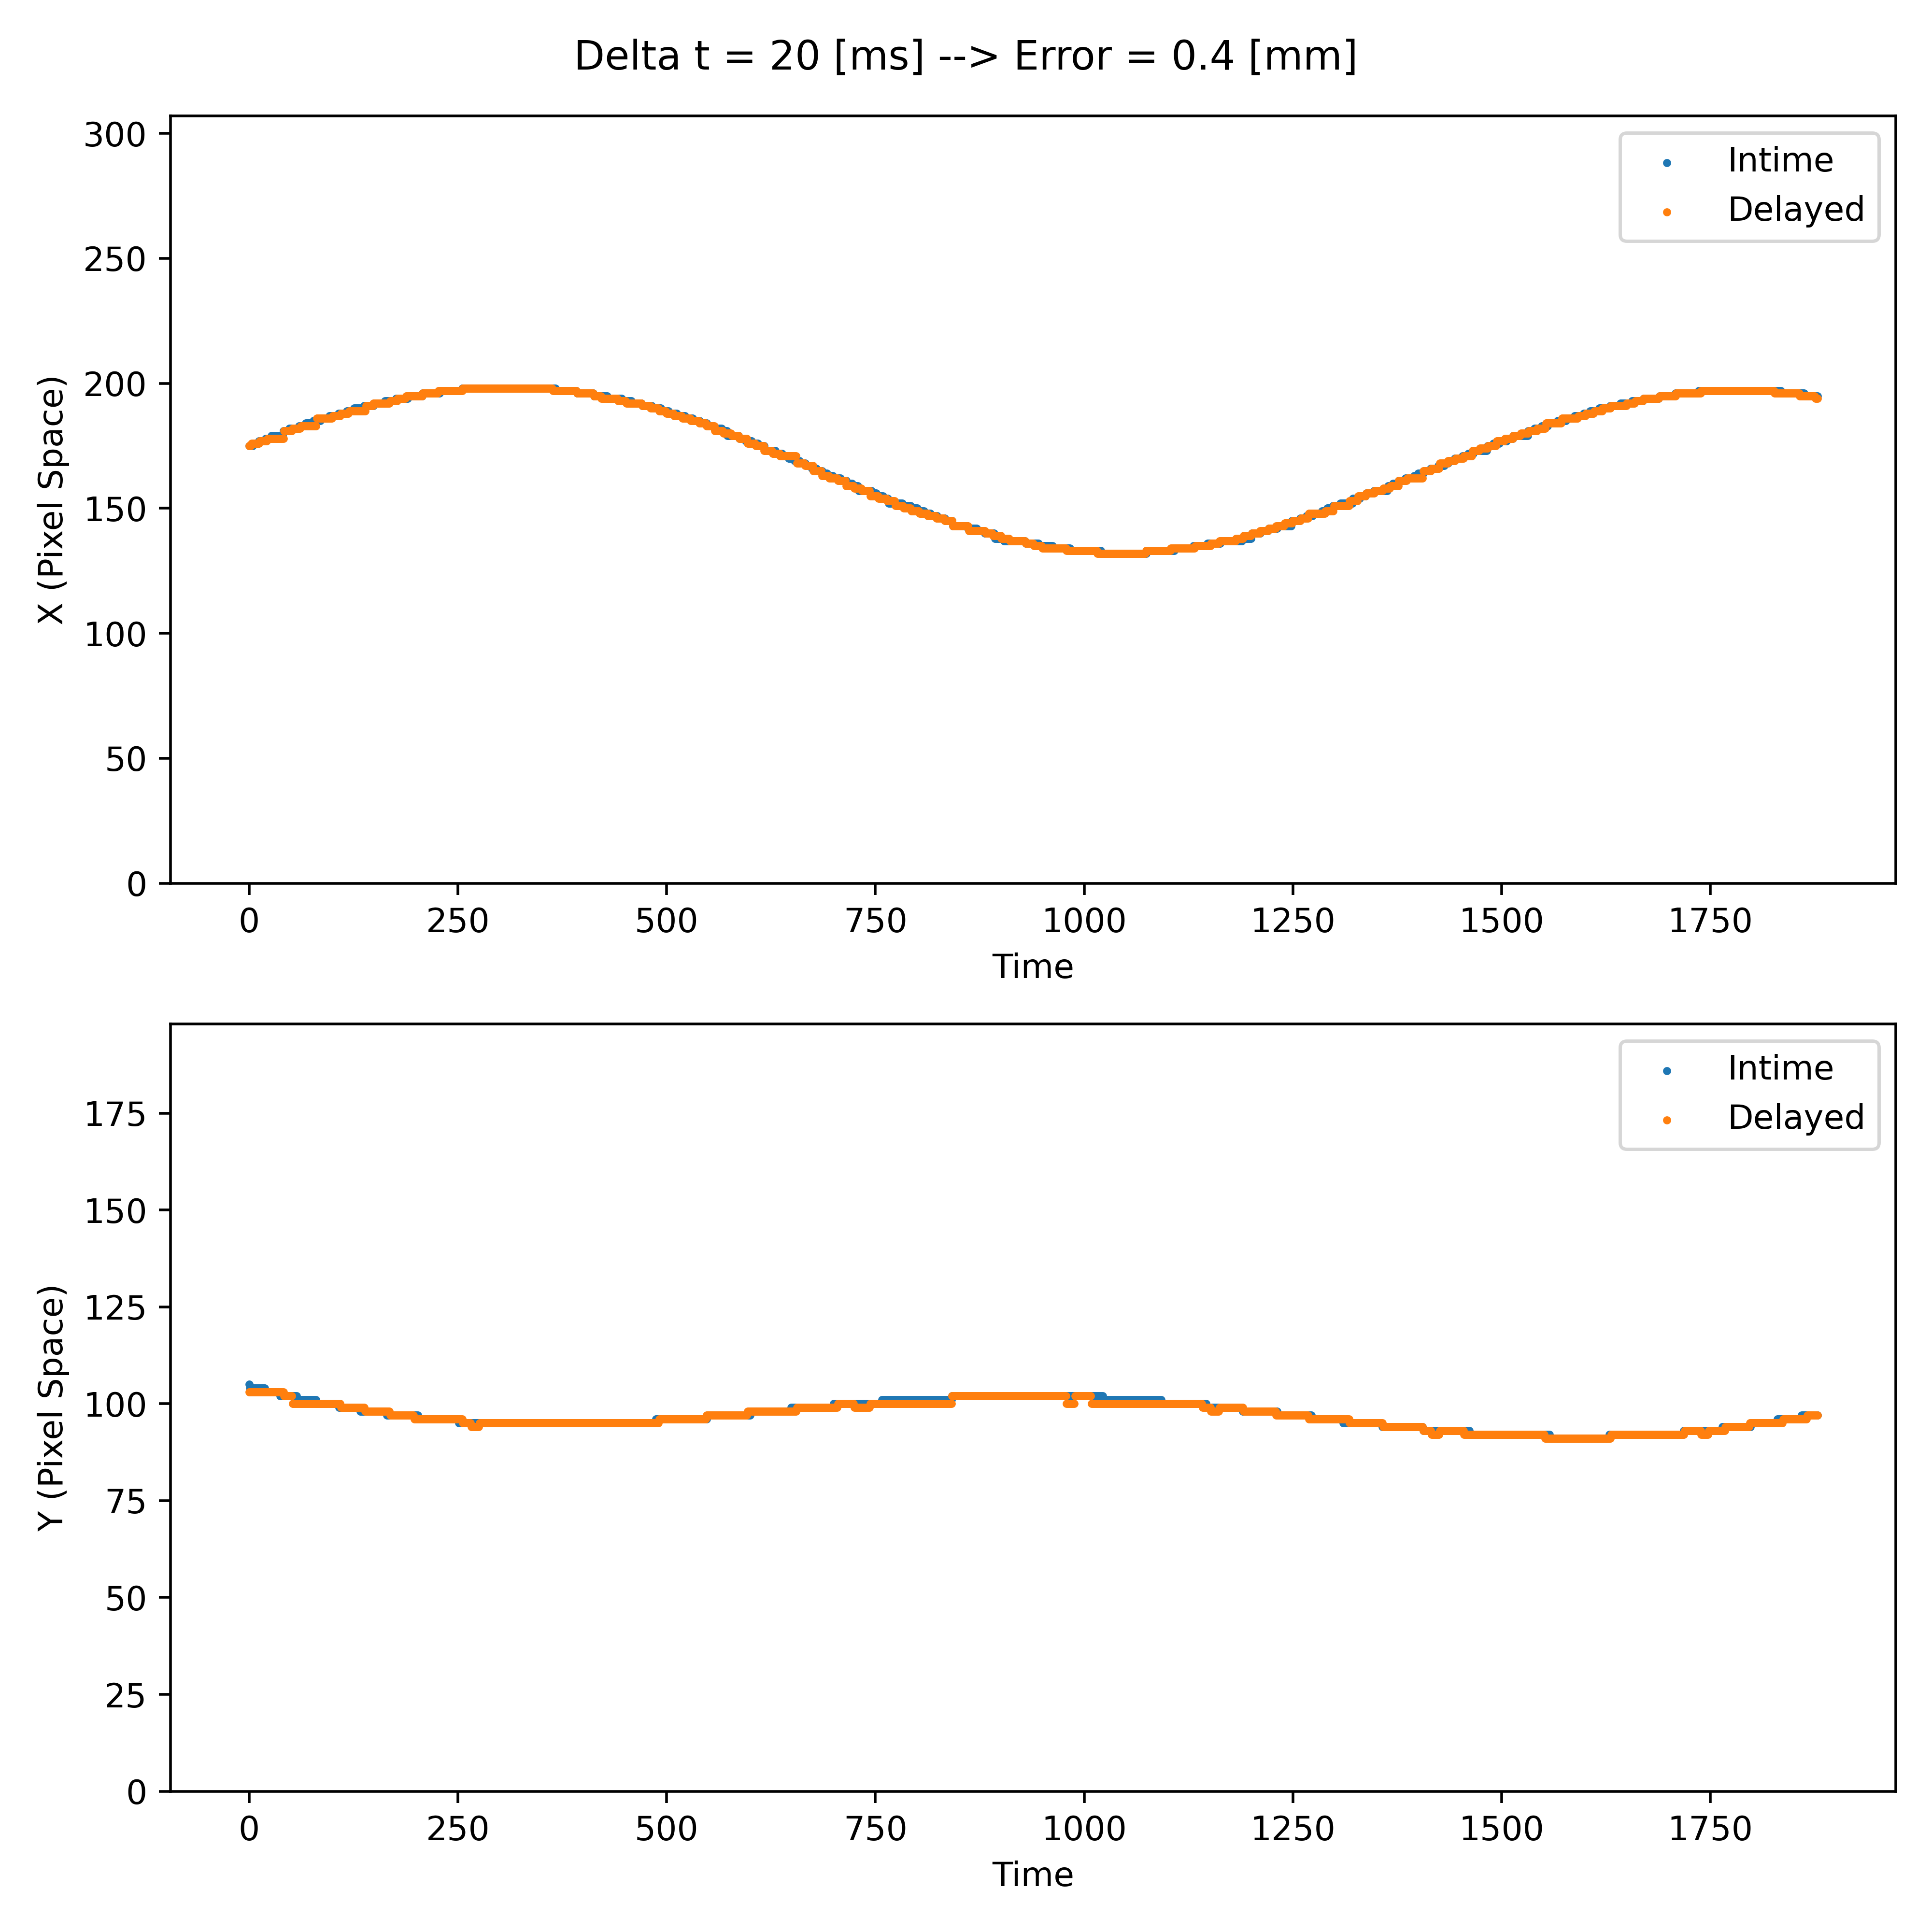 Delta t = 20 [ms] --> Error = 0.4 [mm]
300
250
200
150
100
50
0
X (Pixel Space)
Intime
Delayed
0 250 500 750 1000 1250 1500 1750
Time
175
150
125
100
75
50
25
0
Y (Pixel Space)
Intime
Delayed
0 250 500 750 1000 1250 1500 1750
Time